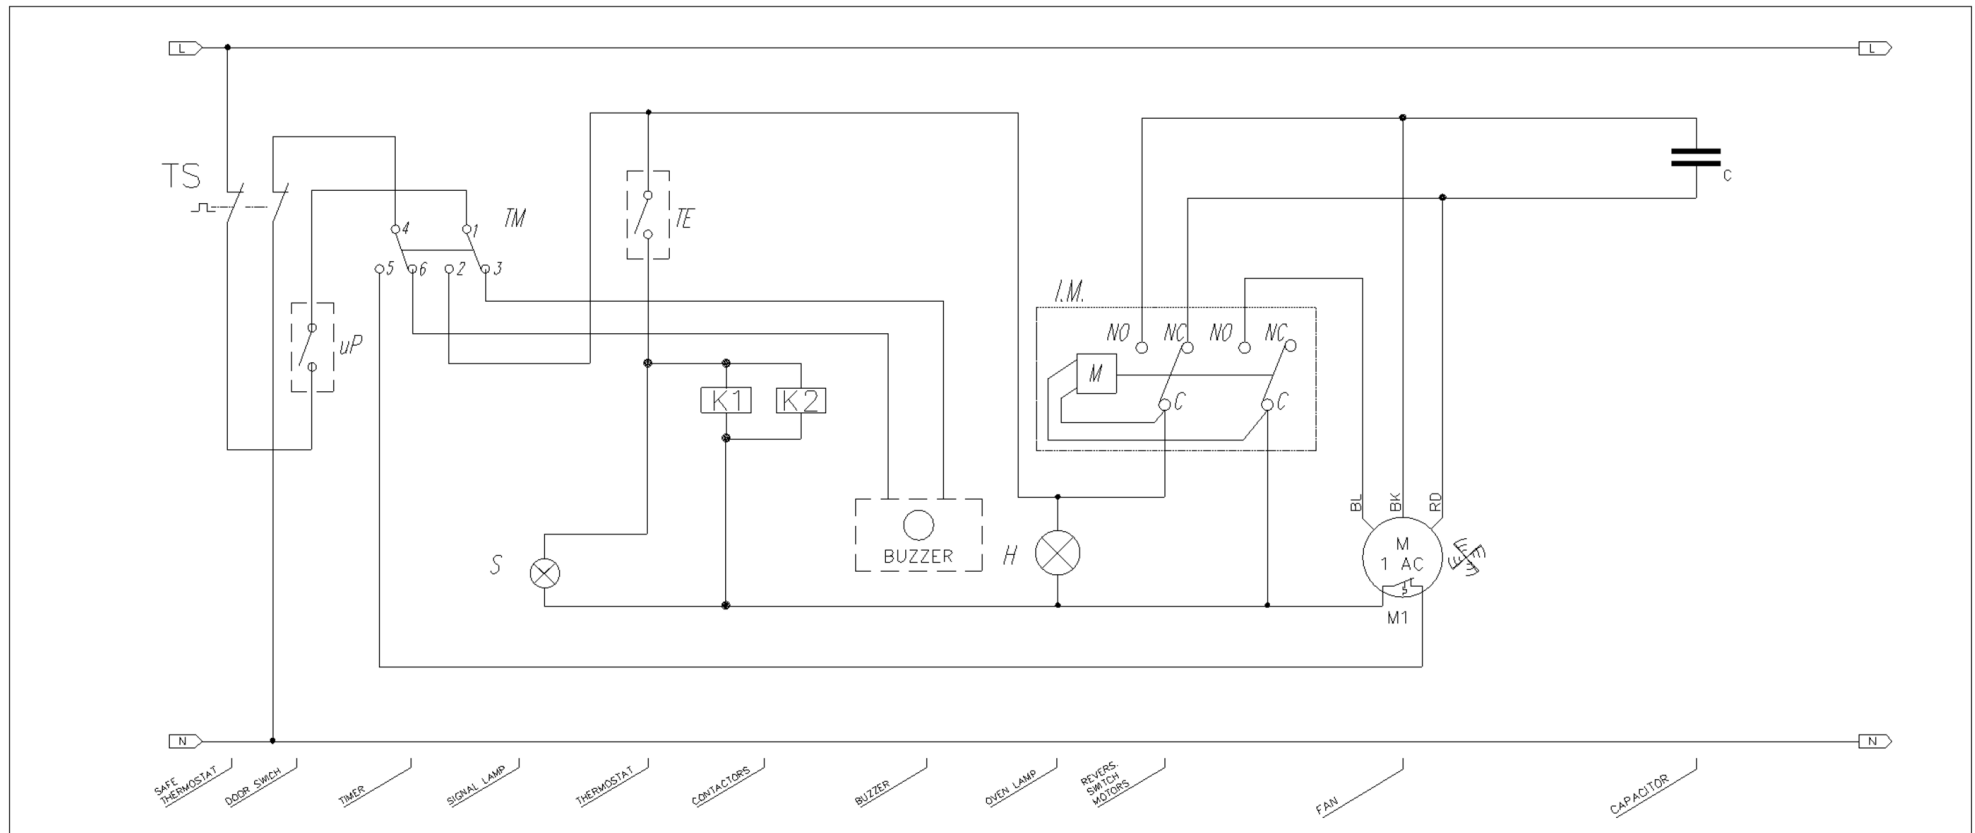 L
L
TS
TM
4
1
5
6
2
3
uP
TE
C
I.M.
NO
NC
NO
NC
M
C
C
K1
K2
BL
BK
RD
S
BUZZER
H
M
1 AC
M1
N
N
SAFE
THERMOSTAT
DOOR SWICH
TIMER
SIGNAL LAMP
THERMOSTAT
CONTACTORS
BUZZER
OVEN LAMP
REVERS.
SWITCH
MOTORS
FAN
CAPACITOR